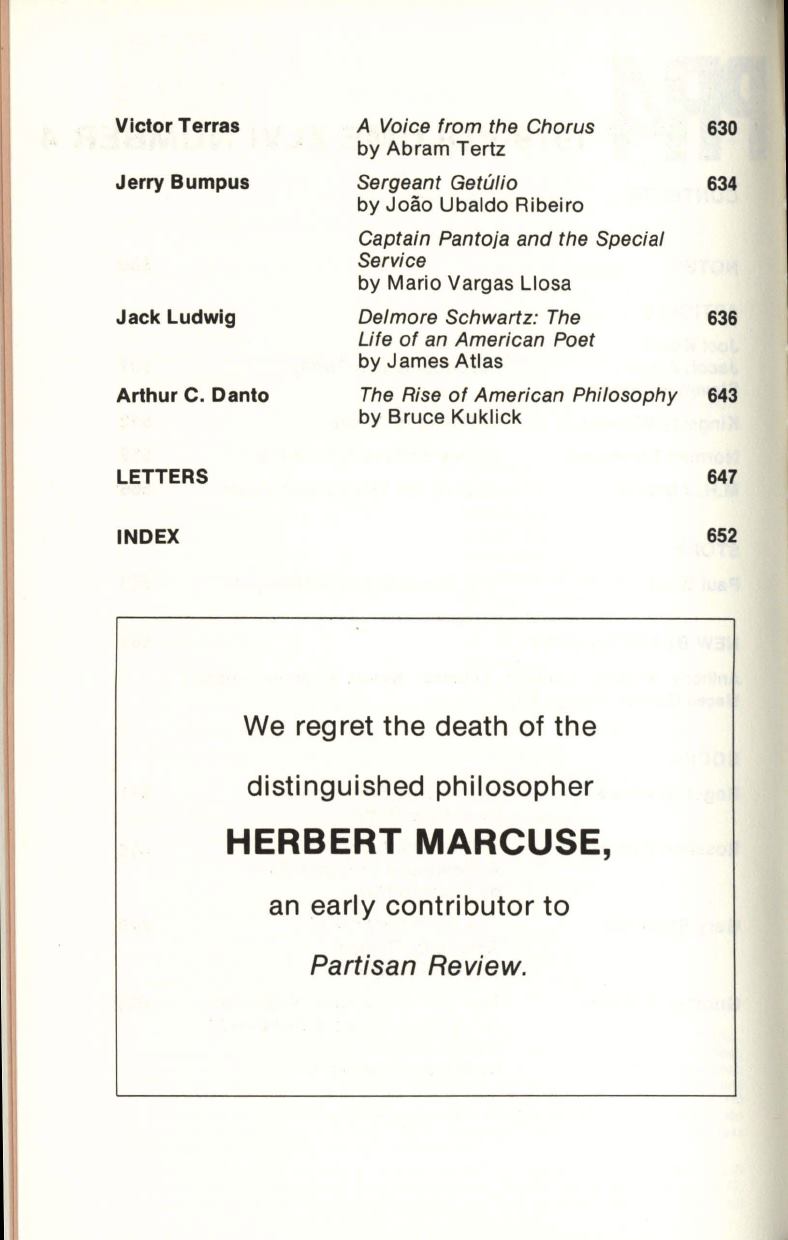 Victor Terras A Voice from the Chorus 630
by Abram Tertz
Jerry Bumpus Sergeant Getúlio 634
by João Ubaldo Ribeiro
Captain Pantoja and the Special
Service
by Mario Vargas Llosa
Jack Ludwig Delmore Schwartz: The 636
Life of an American Poet
by James Atlas
Arthur C. Danto The Rise of American Philosophy 643
by Bruce Kuklick
LETTERS 647
INDEX 652
We regret the death of the
distinguished philosopher
HERBERT MARCUSE,
an early contributor to
Partisan Review.